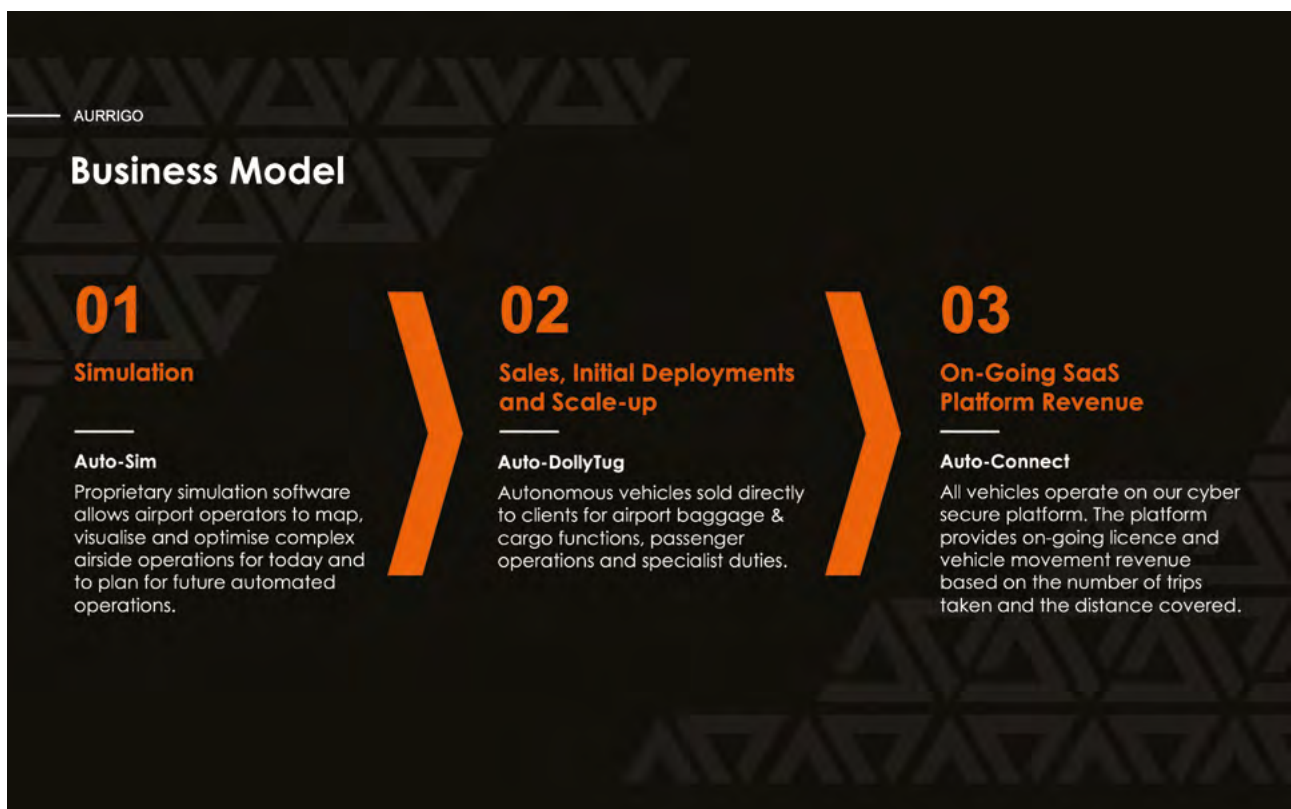 AURRIGO
Business Model
01
Simulation
Auto-Sim
Proprietary simulation software
allows airport operators to map,
visualise and optimise complex
airside operations for today and
to plan for future automated
operations.
02
Sales, Initial Deployments
and Scale-up
Auto-DollyTug
Autonomous vehicles sold directly
to clients for airport baggage &
cargo functions, passenger
operations and specialist duties.
03
On-Going SaaS
Platform Revenue
Auto-Connect
All vehicles operate on our cyber
secure platform. The platform
provides on-going licence and
vehicle movement revenue
based on the number of trips
taken and the distance covered.